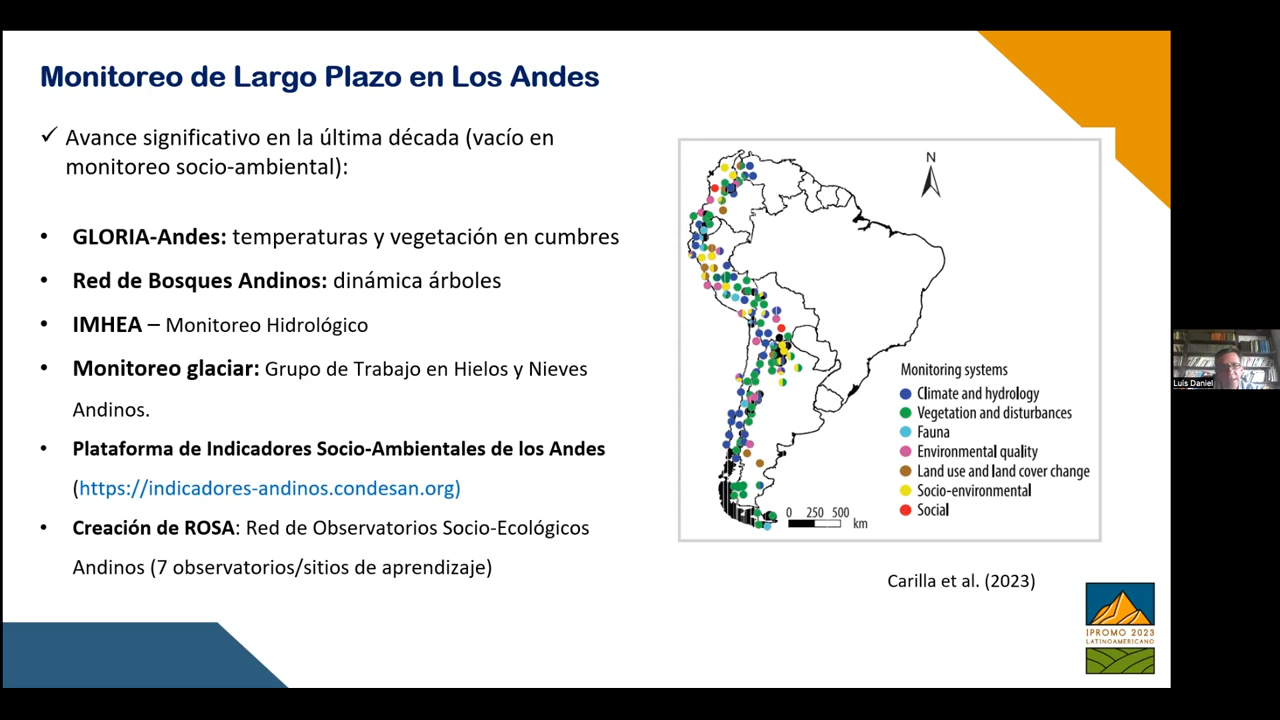 Monitoreo de Largo Plazo en Los Andes
✓ Avance significativo en la última década (vacío en
monitoreo socio-ambiental):
• GLORIA-Andes: temperaturas y vegetación en cumbres
• Red de Bosques Andinos: dinámica árboles
• IMHEA – Monitoreo Hidrológico
• Monitoreo glaciar: Grupo de Trabajo en Hielos y Nieves
Andinos.
• Plataforma de Indicadores Socio-Ambientales de los Andes
(https://indicadores-andinos.condesan.org)
• Creación de ROSA: Red de Observatorios Socio-Ecológicos
Andinos (7 observatorios/sitios de aprendizaje)
N
Monitoring systems
Climate and hydrology
Vegetation and disturbances
Fauna
Environmental quality
Land use and land cover change
Socio-environmental
Social
0 250 500
km
Carilla et al. (2023)
IPROMO 2023
LATINOAMERICANO
Luis Daniel